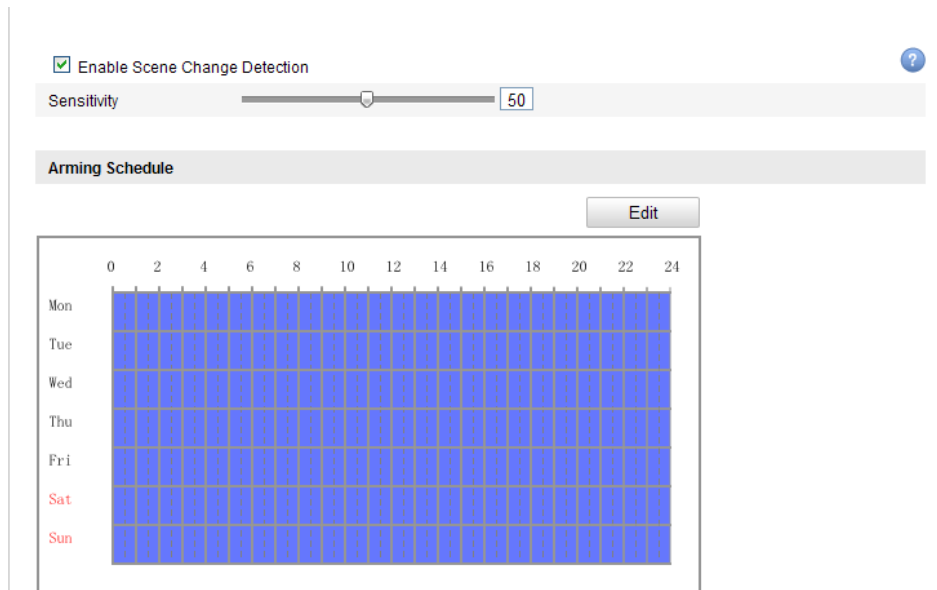 Enable Scene Change Detection
?
Sensitivity 50
Arming Schedule
Edit
0 2 4 6 8 10 12 14 16 18 20 22 24
Mon
Tue
Wed
Thu
Fri
Sat
Sun